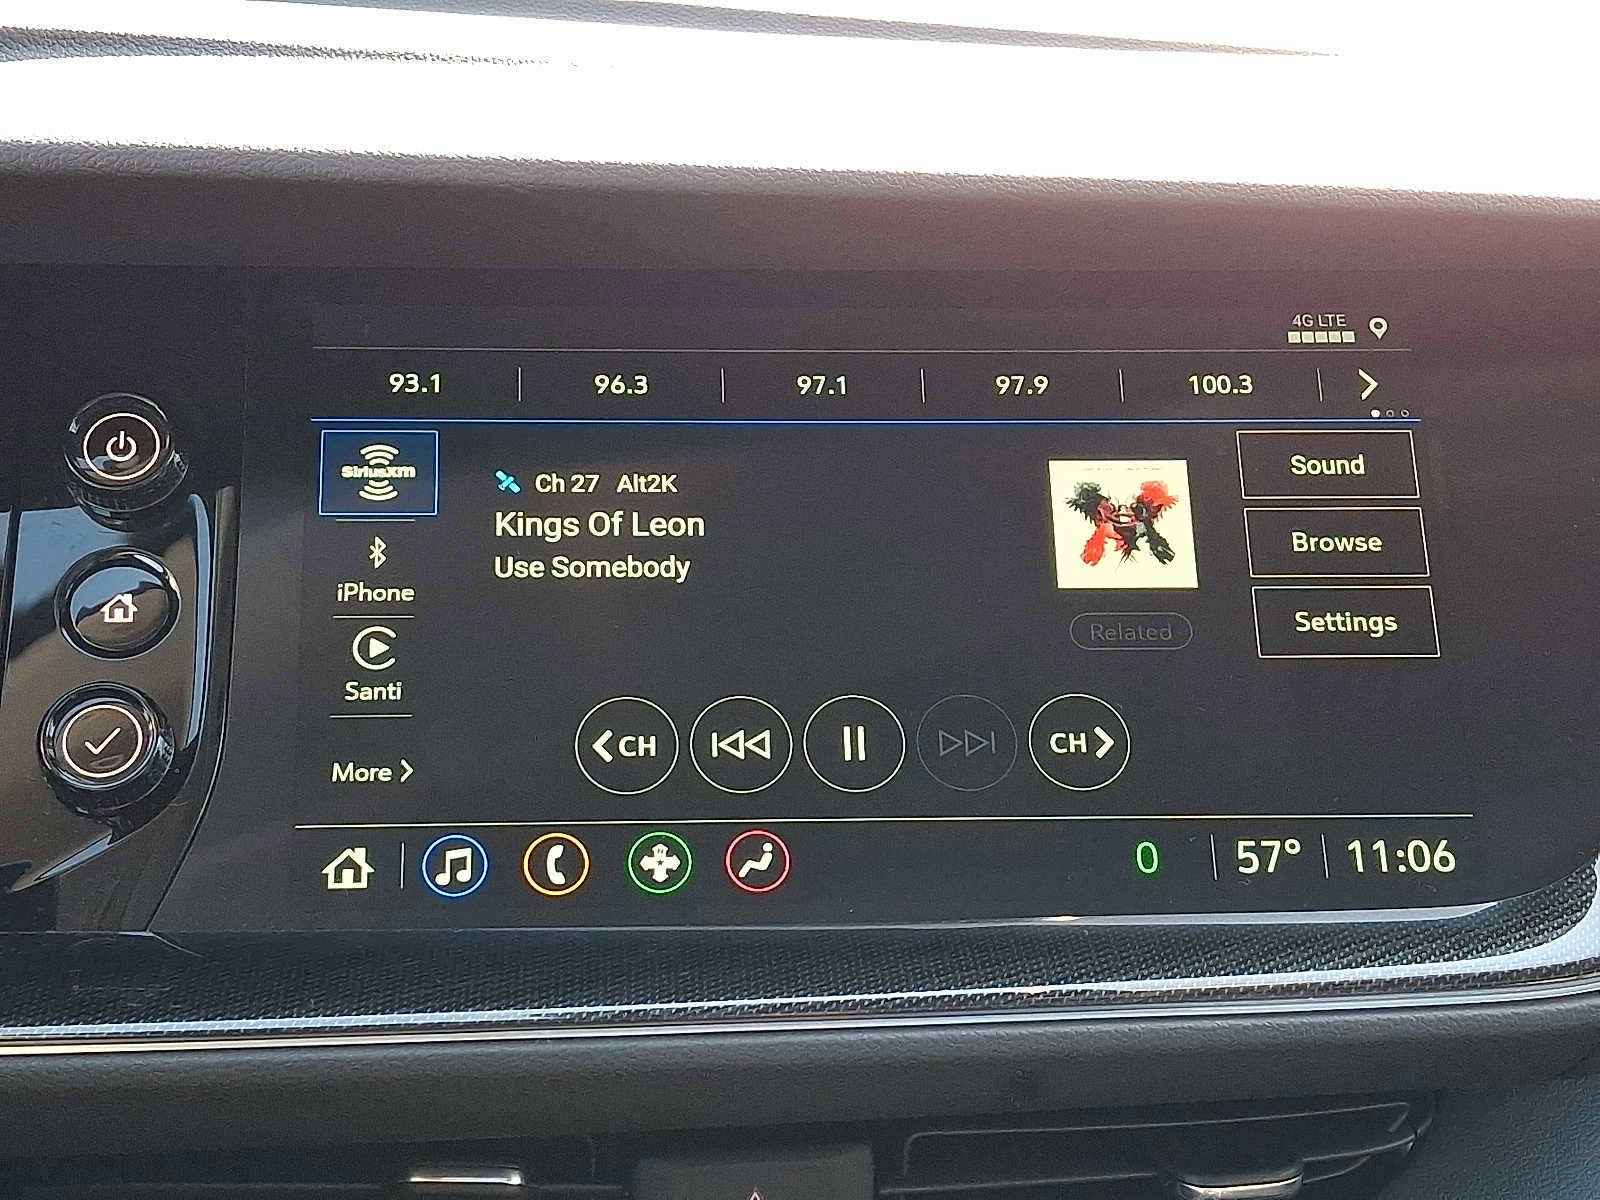 4G LTE
93.1 96.3 97.1 97.9 100.3
SiriusXM
Ch 27 Alt2K
Kings Of Leon
Use Somebody
Sound
Browse
Settings
Related
iPhone
Santi
More
CH CH
0 57° 11:06